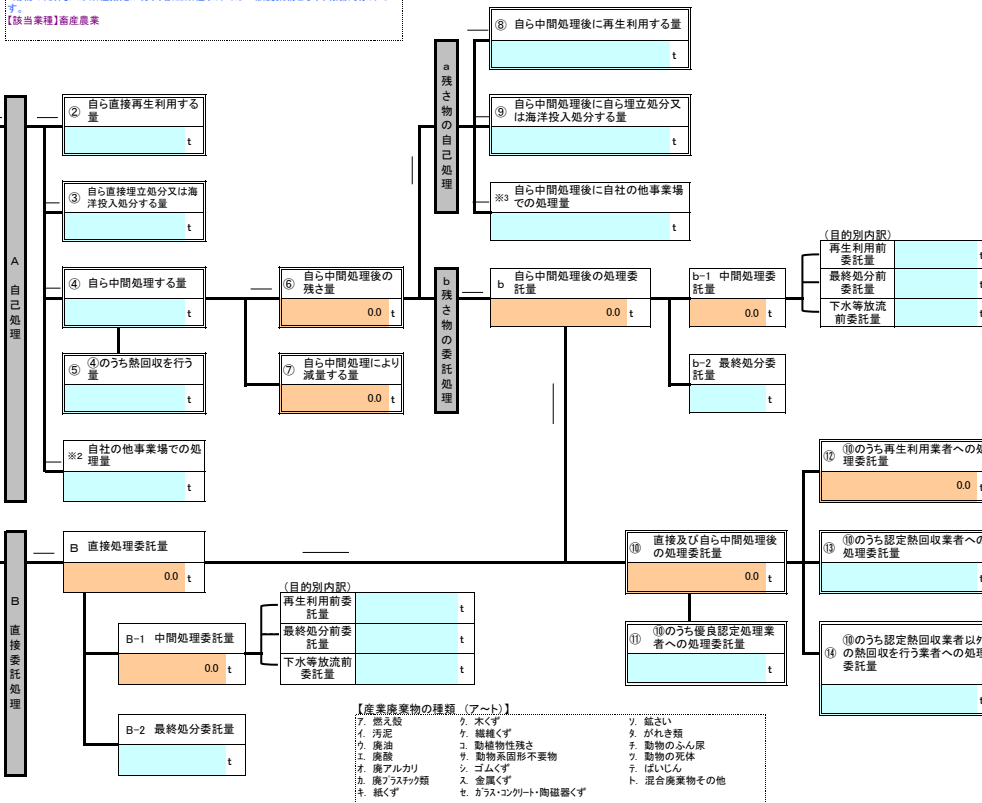 す。
【該当業種】畜産農業
A 自己処理
② 自ら直接再生利用する
量
t
③ 自ら直接埋立処分又は海
洋投入処分する量
t
④ 自ら中間処理する量
t
⑤ ④のうち熱回収を行う
量
t
※2 自社の他事業場での処
理量
t
⑥ 自ら中間処理後の
残さ量
0.0 t
⑦ 自ら中間処理により
減量する量
0.0 t
a 残さ物の自己処理
⑧ 自ら中間処理後に再生利用する量
t
⑨ 自ら中間処理後に自ら埋立処分又
は海洋投入処分する量
t
※3 自ら中間処理後に自社の他事業場
での処理量
t
b 残さ物の委託処理
b 自ら中間処理後の処理委
託量
0.0 t
b-1 中間処理委
託量
0.0 t
(目的別内訳)
再生利用前
委託量
t
最終処分前
委託量
t
下水等放流
前委託量
t
b-2 最終処分委
託量
t
B 直接委託処理
B 直接処理委託量
0.0 t
B-1 中間処理委託量
0.0 t
(目的別内訳)
再生利用前委
託量
t
最終処分前委
託量
t
下水等放流前
委託量
t
B-2 最終処分委託量
t
⑩ 直接及び自ら中間処理後
の処理委託量
0.0 t
⑪ ⑩のうち優良認定処理業
者への処理委託量
t
⑫ ⑩のうち再生利用業者への処
理委託量
0.0 t
⑬ ⑩のうち認定熱回収業者への
処理委託量
t
⑭ ⑩のうち認定熱回収業者以外
の熱回収を行う業者への処理
委託量
t
【産業廃棄物の種類 (ア~ト)】
ア. 燃え殻 ク. 木くず ソ. 鉱さい
イ. 汚泥 ケ. 繊維くず タ. がれき類
ウ. 廃油 コ. 動植物性残さ チ. 動物のふん尿
エ. 廃酸 サ. 動物系固形不要物 ツ. 動物の死体
オ. 廃アルカリ シ. ゴムくず テ. ばいじん
カ. 廃プラスチック類 ス. 金属くず ト. 混合廃棄物その他
キ. 紙くず セ. ガラス・コンクリート・陶磁器くず